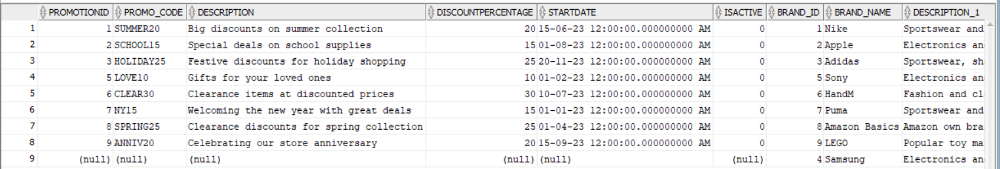 PROMOTIONID PROMO_CODE DESCRIPTION DISCOUNTPERCENTAGE STARTDATE ISACTIVE BRAND_ID BRAND_NAME DESCRIPTION_1
1 1 SUMMER20 Big discounts on summer collection 20 15-06-23 12:00:00.000000000 AM 0 1 Nike Sportswear and
2 2 SCHOOL15 Special deals on school supplies 15 01-08-23 12:00:00.000000000 AM 0 2 Apple Electronics an
3 3 HOLIDAY25 Festive discounts for holiday shopping 25 20-11-23 12:00:00.000000000 AM 0 3 Adidas Sportswear, sh
4 5 LOVE10 Gifts for your loved ones 10 01-02-23 12:00:00.000000000 AM 0 5 Sony Electronics an
5 6 CLEAR30 Clearance items at discounted prices 30 10-07-23 12:00:00.000000000 AM 0 6 HandM Fashion and cl
6 7 NY15 Welcoming the new year with great deals 15 01-01-23 12:00:00.000000000 AM 0 7 Puma Sportswear and
7 8 SPRING25 Clearance discounts for spring collection 25 01-04-23 12:00:00.000000000 AM 0 8 Amazon Basics Amazon own bra
8 9 ANNIV20 Celebrating our store anniversary 20 15-09-23 12:00:00.000000000 AM 0 9 LEGO Popular toy ma
9 (null) (null) (null) (null) (null) (null) 4 Samsung Electronics an